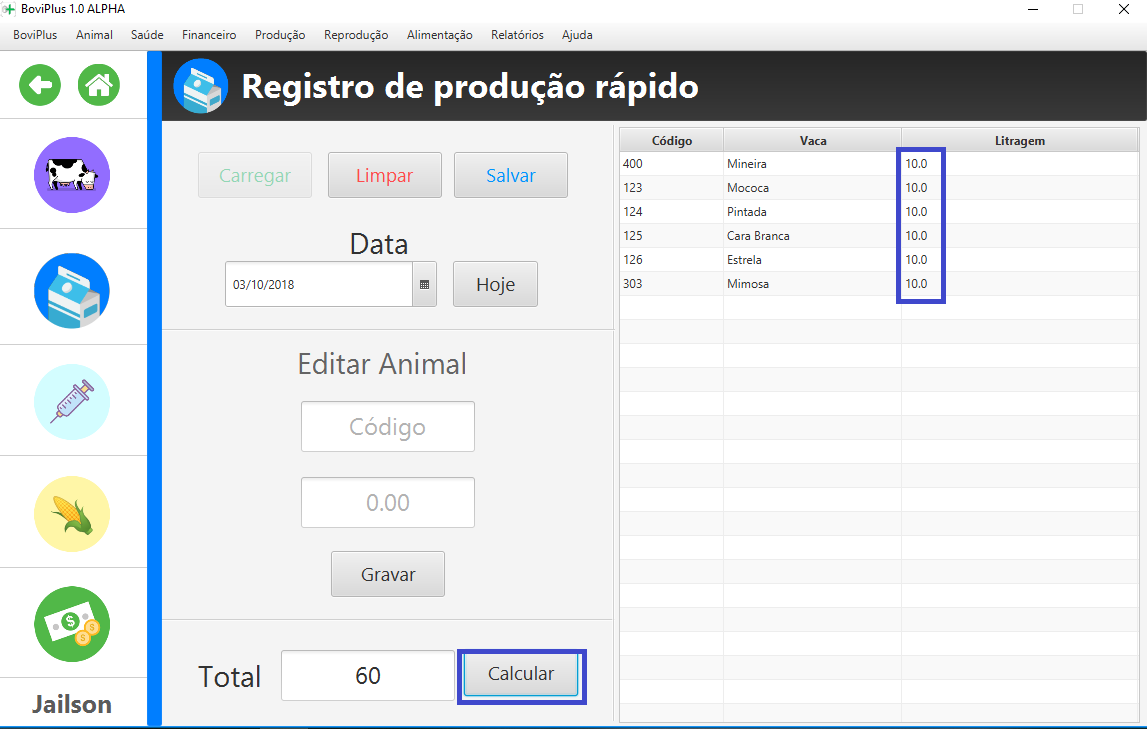 BoviPlus 1.0 ALPHA
BoviPlus Animal Saúde Financeiro Produção Reprodução Alimentação Relatórios Ajuda
Registro de produção rápido
Carregar Limpar Salvar
Data
03/10/2018 Hoje
Editar Animal
Código
0.00
Gravar
Total 60 Calcular
Código Vaca Litragem
400 Mineira 10.0
123 Mococa 10.0
124 Pintada 10.0
125 Cara Branca 10.0
126 Estrela 10.0
303 Mimosa 10.0
Jailson